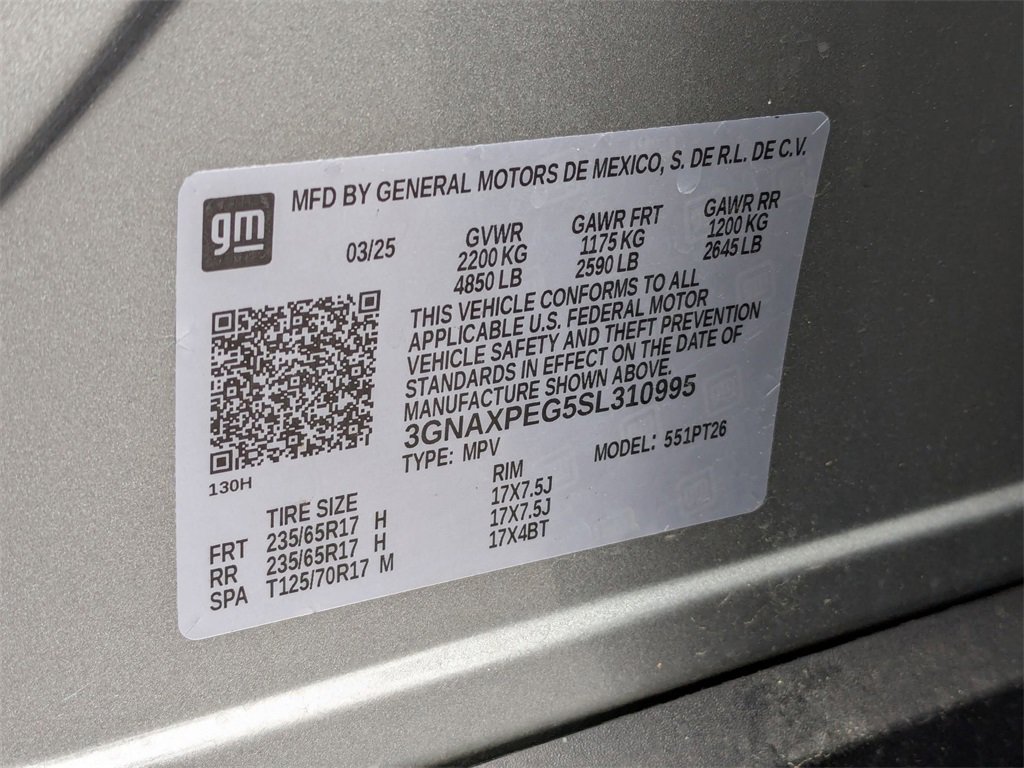 gm
MFD BY GENERAL MOTORS DE MEXICO, S. DE R.L. DE C.V.
03/25
GVWR GAWR FRT GAWR RR
2200 KG 1175 KG 1200 KG
4850 LB 2590 LB 2645 LB
THIS VEHICLE CONFORMS TO ALL
APPLICABLE U.S. FEDERAL MOTOR
VEHICLE SAFETY AND THEFT PREVENTION
STANDARDS IN EFFECT ON THE DATE OF
MANUFACTURE SHOWN ABOVE.
3GNAXPEG5SL310995
TYPE: MPV MODEL: 551PT26
130H
TIRE SIZE RIM
FRT 235/65R17 H 17X7.5J
RR 235/65R17 H 17X7.5J
SPA T125/70R17 M 17X4BT